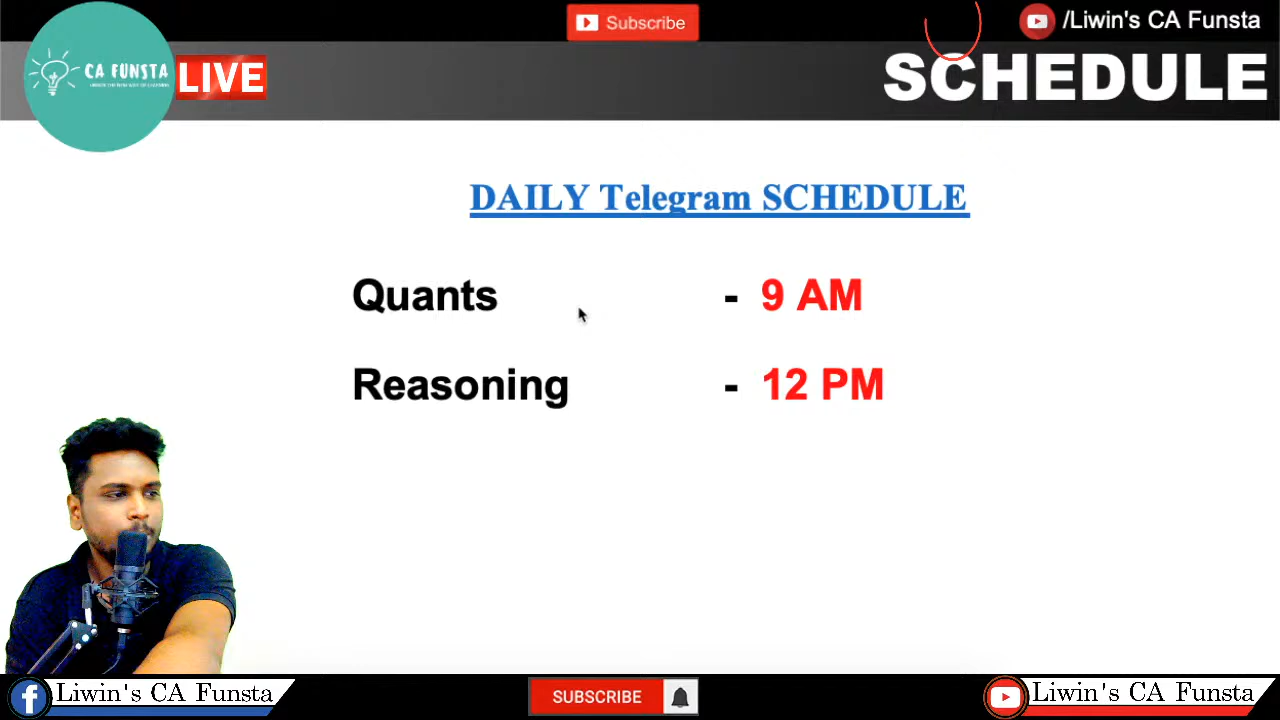 Subscribe
/Liwin's CA Funsta
CA FUNSTA
LIVE
SCHEDULE
DAILY Telegram SCHEDULE
Quants - 9 AM
Reasoning - 12 PM
Liwin's CA Funsta
SUBSCRIBE
Liwin's CA Funsta